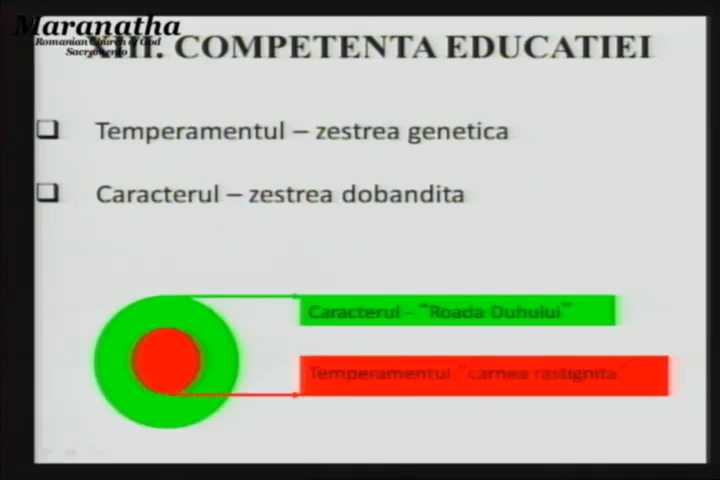 Maranatha
Romanian Church of God
Sacramento
II. COMPETENTA EDUCATIEI
Temperamentul – zestrea genetica
Caracterul – zestrea dobandita
Caracterul - "Roada Duhului"
Temperamentul "carnea rastignita"